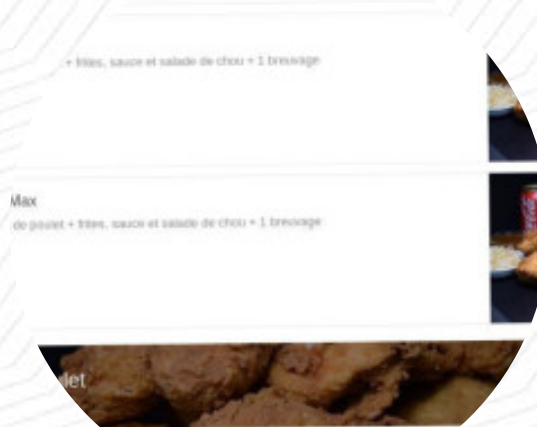 + frites, sauce et salade de chou + 1 breuvage
Max
de poulet + frites, sauce et salade de chou + 1 breuvage
let